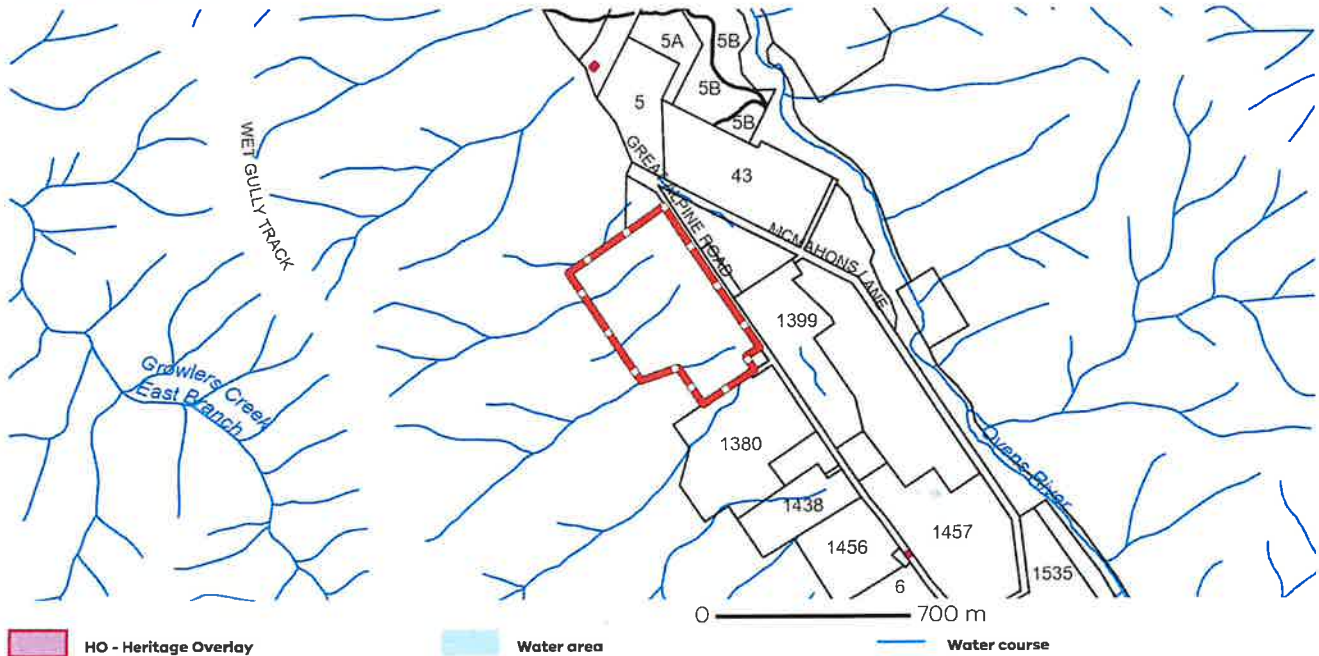 5A
5B
5B
5
5B
WET GULLY TRACK
43
GREAT ALPINE ROAD
MCMAHONS LANE
1399
Growlers Creek
East Branch
1380
Ovens River
1438
1457
1456
1535
6
0 700 m
HO - Heritage Overlay
Water area
Water course